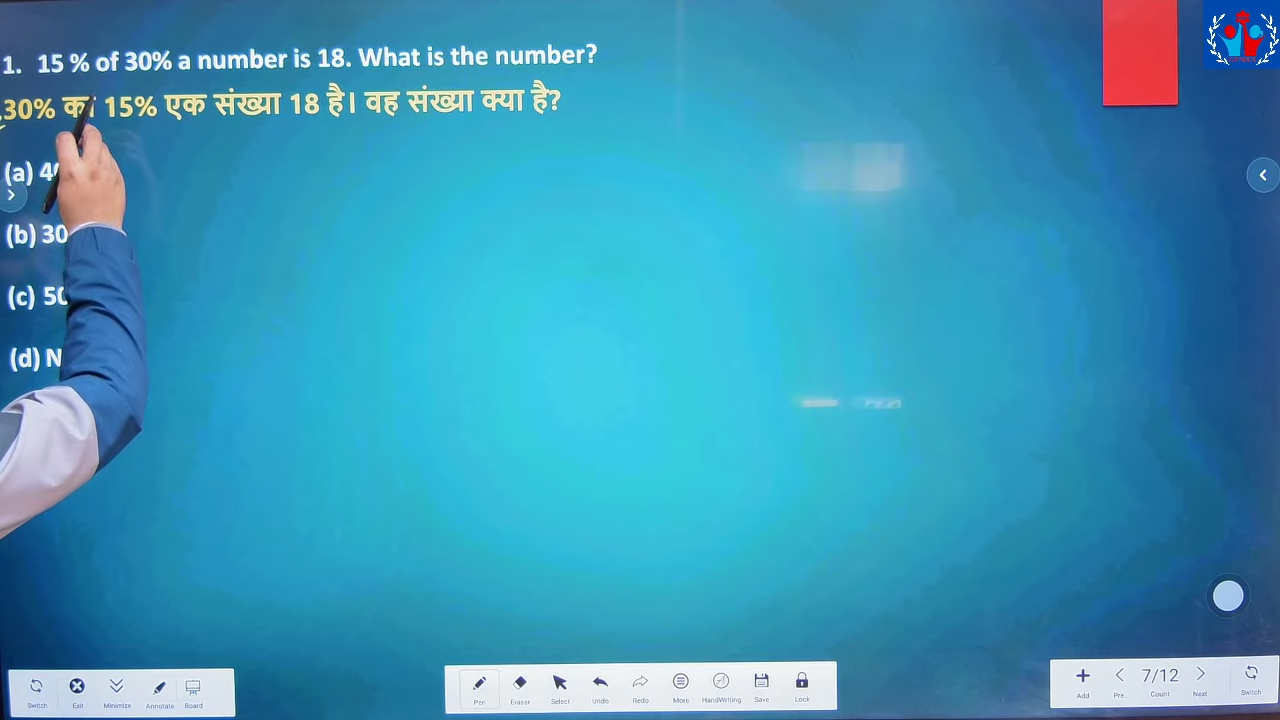 1. 15 % of 30% a number is 18. What is the number?
30% का 15% एक संख्या 18 है। वह संख्या क्या है?
(a)
(b) 30
(c)
(d) N
Switch Exit Minimize Annotate Board
Pen Eraser Select Undo Redo More HandWriting Save Lock
Add Pre. 7/12 Count Next Switch